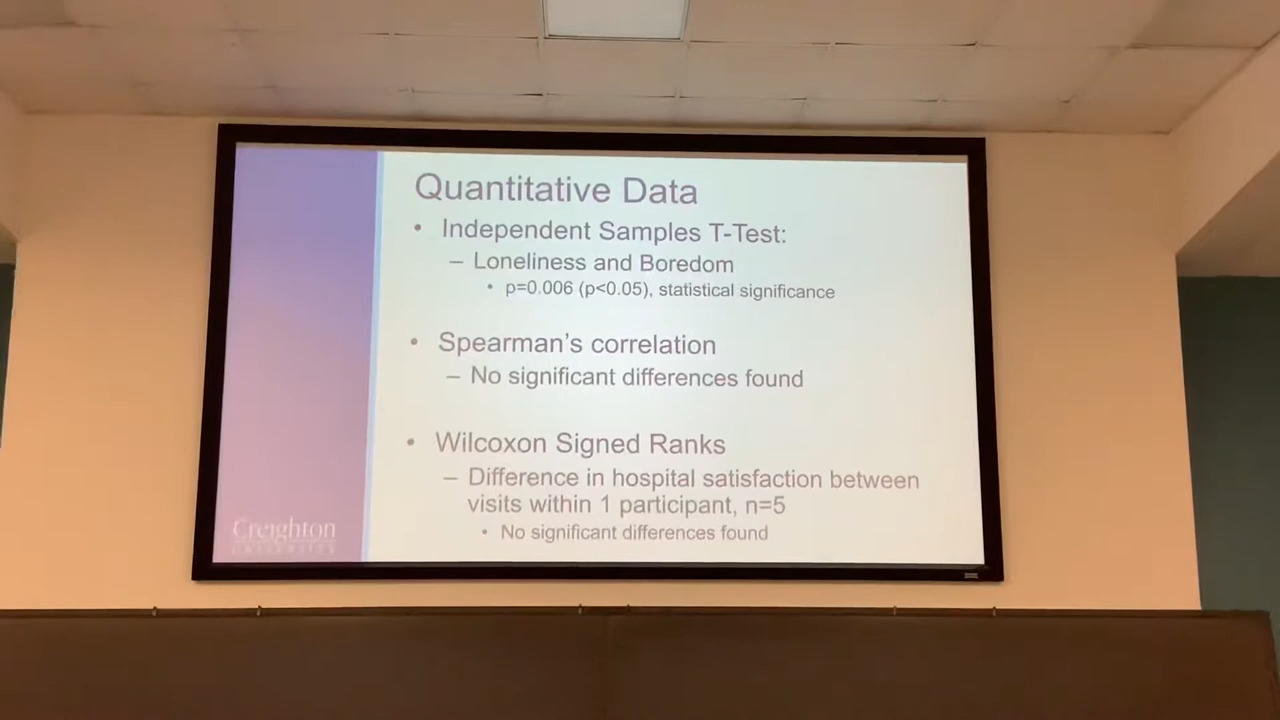 Quantitative Data
• Independent Samples T-Test:
– Loneliness and Boredom
• p=0.006 (p<0.05), statistical significance
• Spearman's correlation
– No significant differences found
• Wilcoxon Signed Ranks
– Difference in hospital satisfaction between
visits within 1 participant, n=5
• No significant differences found
Creighton
UNIVERSITY